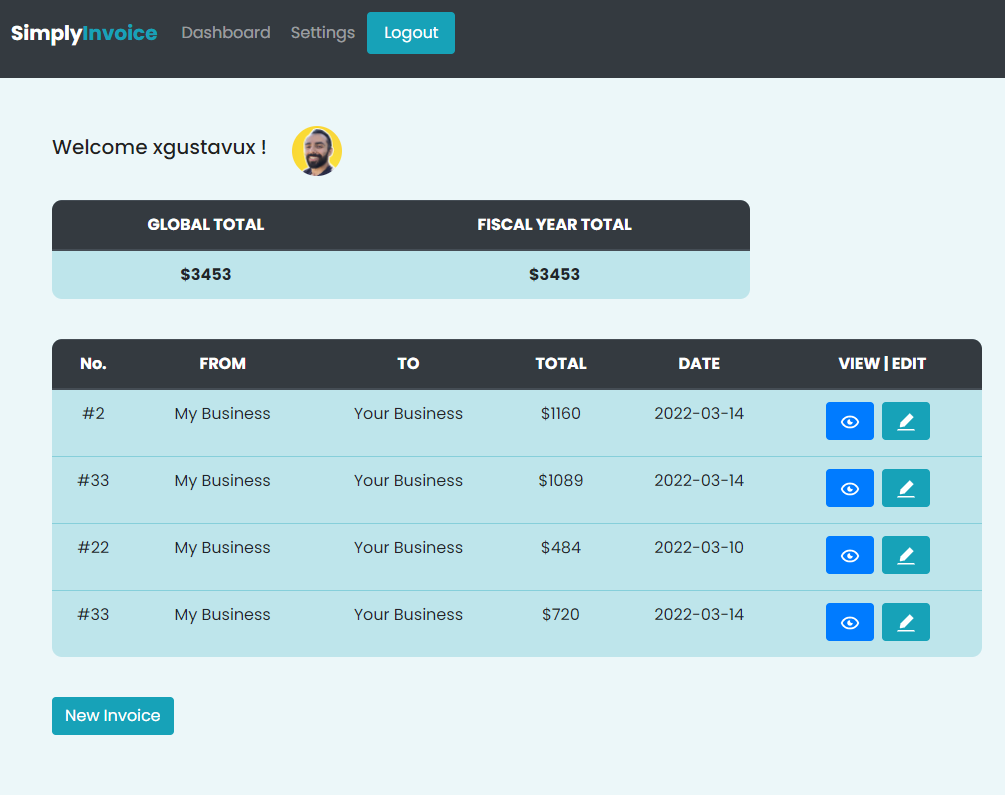 SimplyInvoice Dashboard Settings Logout
Welcome xgustavux !
GLOBAL TOTAL FISCAL YEAR TOTAL
$3453 $3453
No. FROM TO TOTAL DATE VIEW | EDIT
#2 My Business Your Business $1160 2022-03-14
#33 My Business Your Business $1089 2022-03-14
#22 My Business Your Business $484 2022-03-10
#33 My Business Your Business $720 2022-03-14
New Invoice